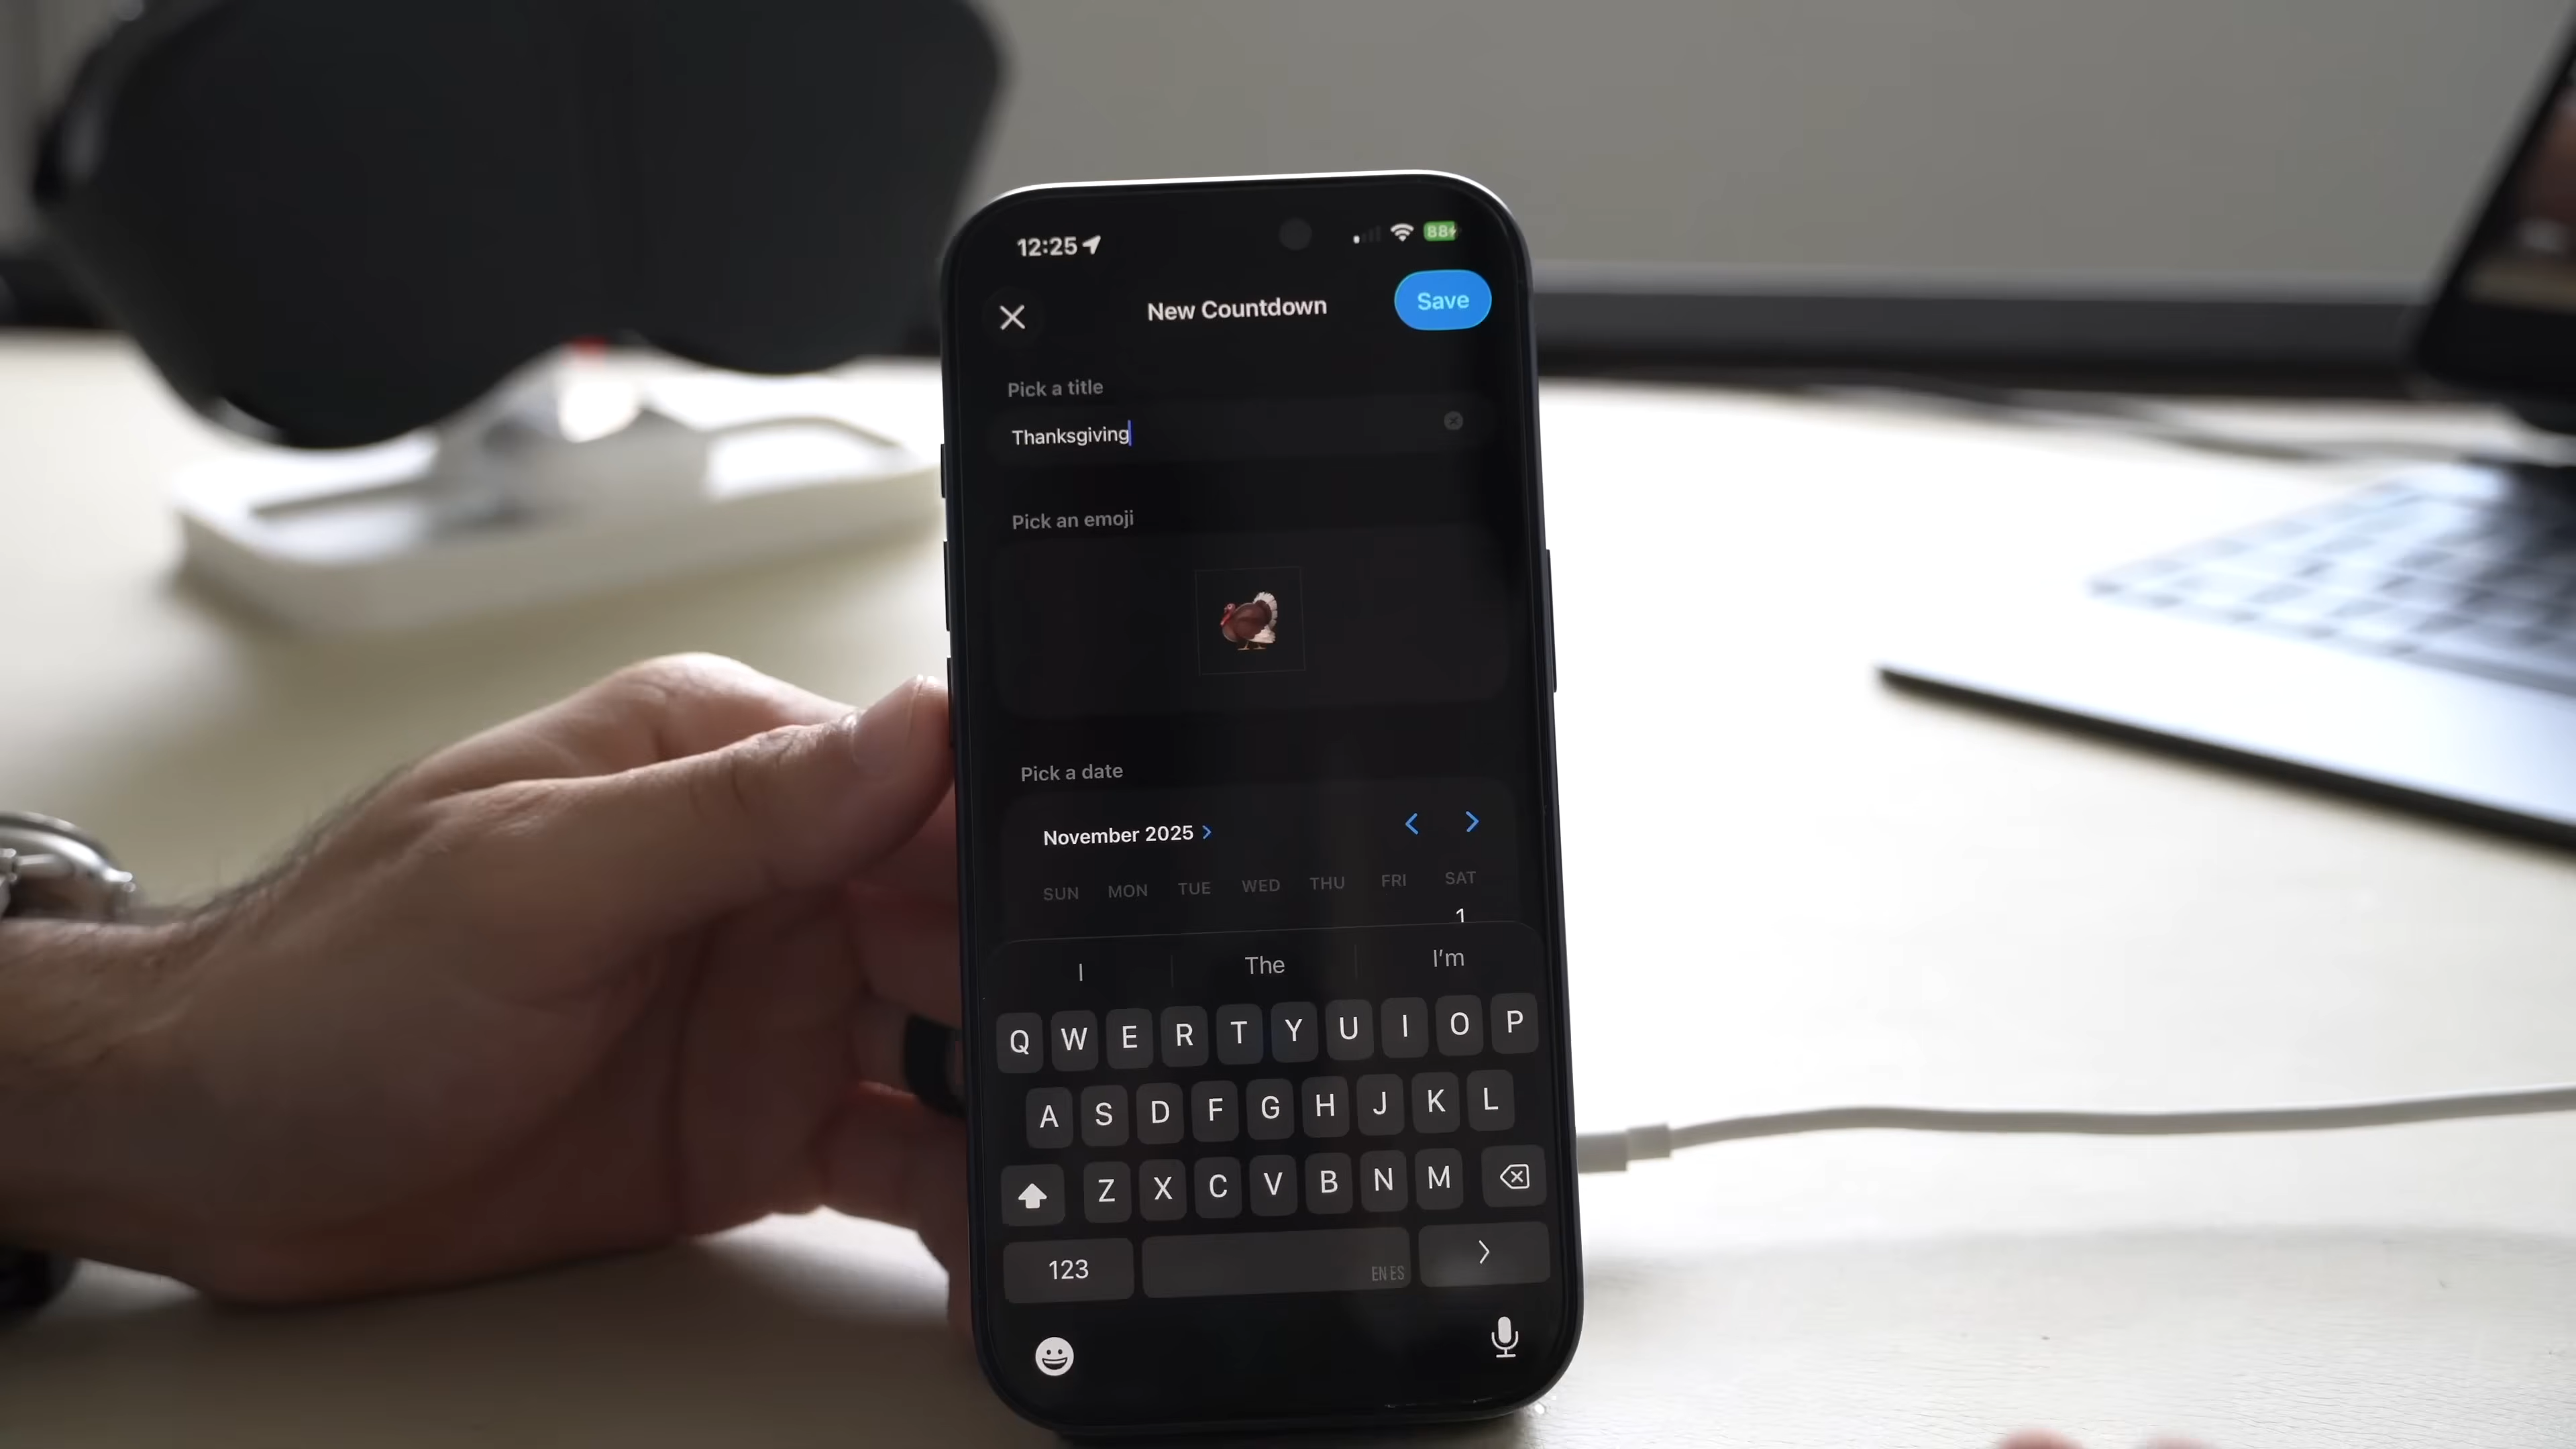 12:25
88
New Countdown
Save
Pick a title
Thanksgiving
Pick an emoji
Pick a date
November 2025
SUN MON TUE WED THU FRI SAT
1
I The I'm
Q W E R T Y U I O P
A S D F G H J K L
Z X C V B N M
123
EN ES